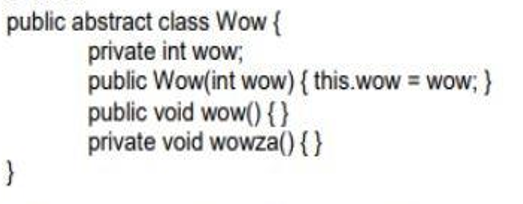 public abstract class Wow {
private int wow;
public Wow(int wow) { this.wow = wow; }
public void wow() { }
private void wowza() { }
}